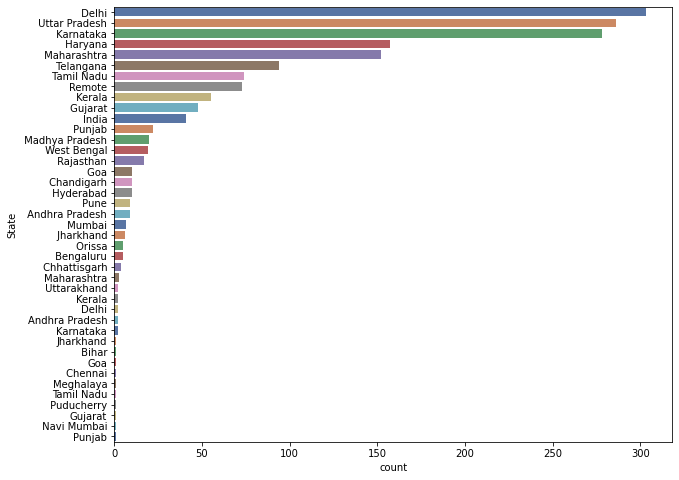 Delhi
Uttar Pradesh
Karnataka
Haryana
Maharashtra
Telangana
Tamil Nadu
Remote
Kerala
Gujarat
India
Punjab
Madhya Pradesh
West Bengal
Rajasthan
Goa
Chandigarh
Hyderabad
Pune
Andhra Pradesh
Mumbai
Jharkhand
Orissa
Bengaluru
Chhattisgarh
Maharashtra
Uttarakhand
Kerala
Delhi
Andhra Pradesh
Karnataka
Jharkhand
Bihar
Goa
Chennai
Meghalaya
Tamil Nadu
Puducherry
Gujarat
Navi Mumbai
Punjab
State
0 50 100 150 200 250 300
count